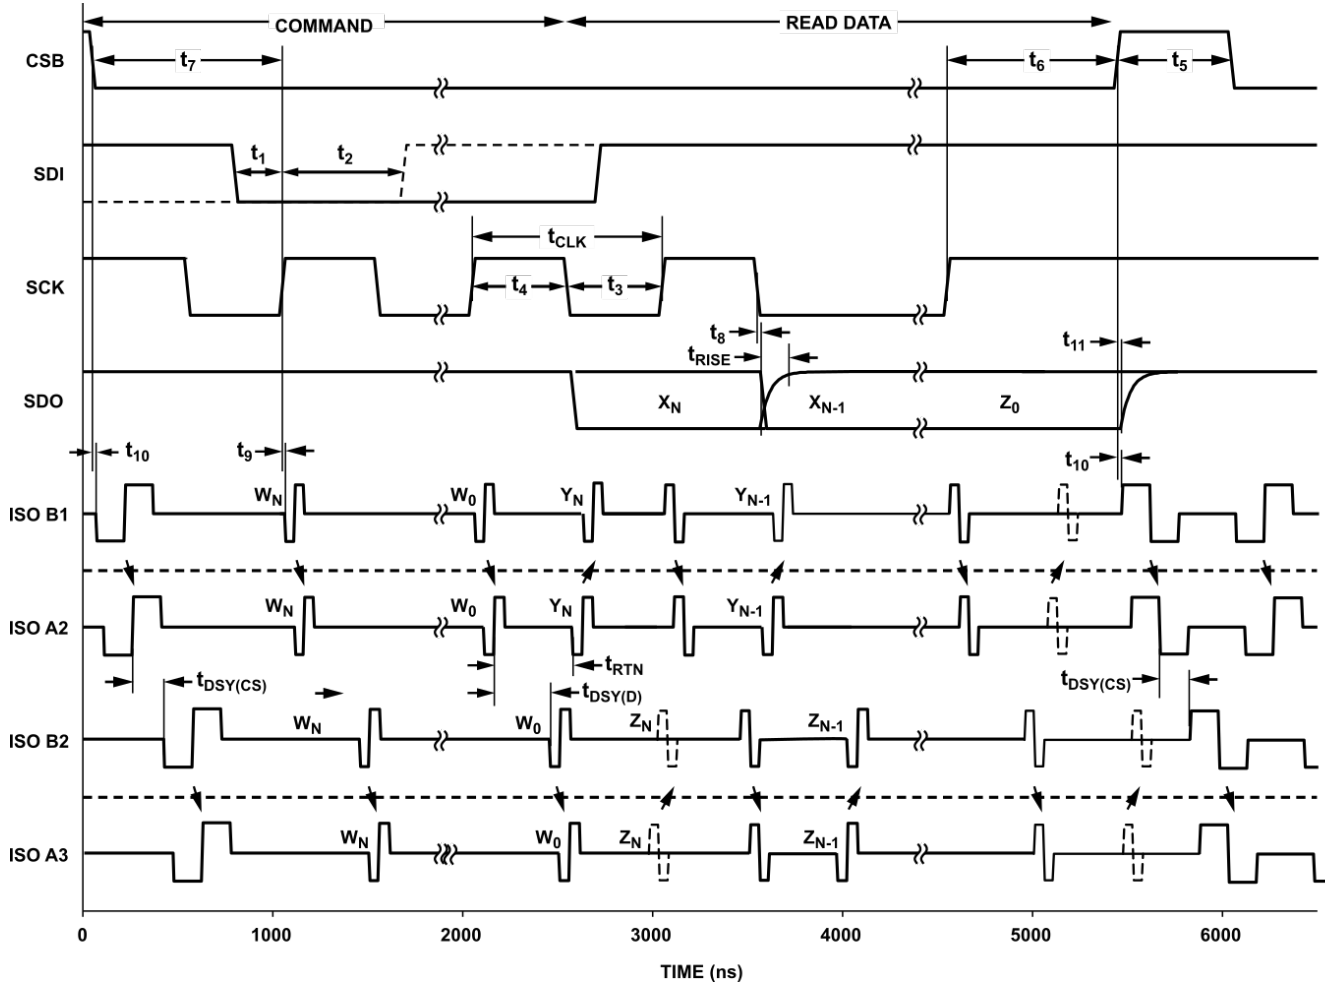 COMMAND READ DATA
CSB t7 t6 t5
SDI t1 t2
tCLK
SCK t4 t3
t8 t11
tRISE
SDO XN XN-1 Z0
t10 t9 t10
ISO B1 WN W0 YN YN-1
ISO A2 WN W0 YN YN-1
tRTN
tDSY(CS) tDSY(D) tDSY(CS)
ISO B2 WN W0 ZN ZN-1
ISO A3 WN W0 ZN ZN-1
0 1000 2000 3000 4000 5000 6000
TIME (ns)